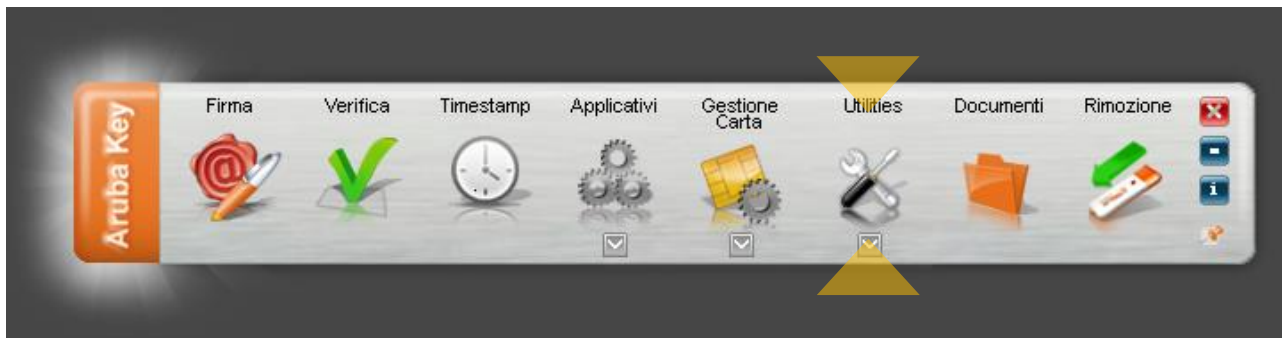 Aruba Key
Firma
Verifica
Timestamp
Applicativi
Gestione
Carta
Utilities
Documenti
Rimozione